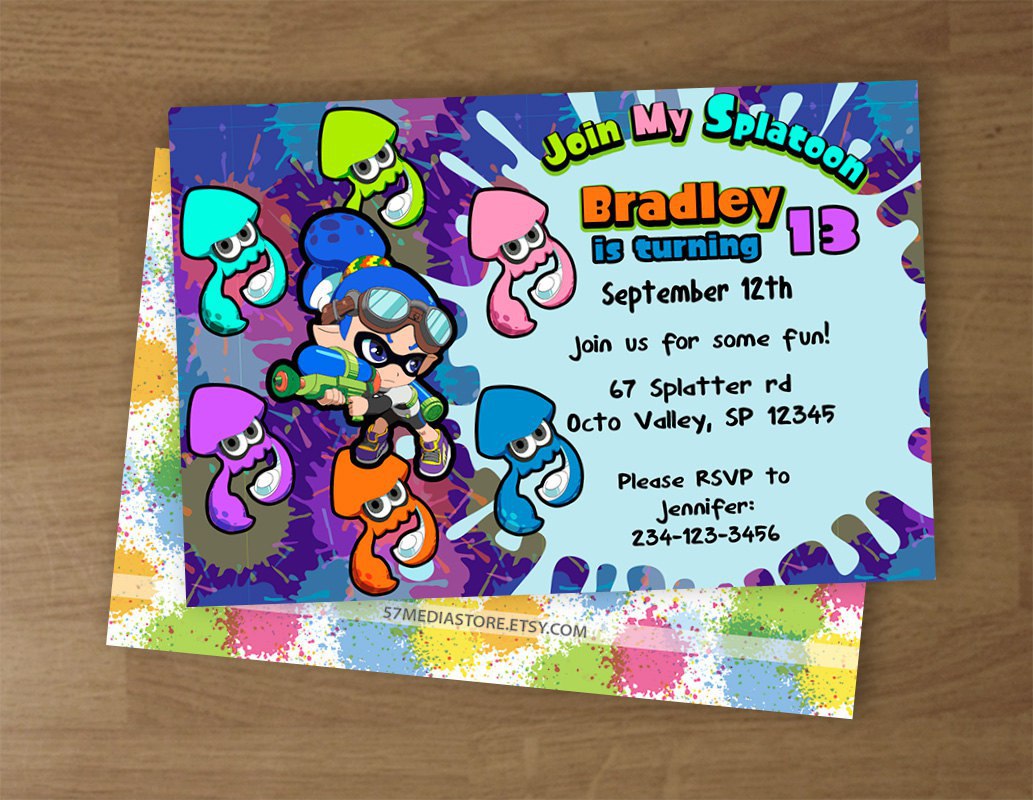 Join My Splatoon
Bradley
is turning 13
September 12th
Join us for some fun!
67 Splatter rd
Octo Valley, SP 12345
Please RSVP to
Jennifer:
234-123-3456
57MEDIASTORE.ETSY.COM